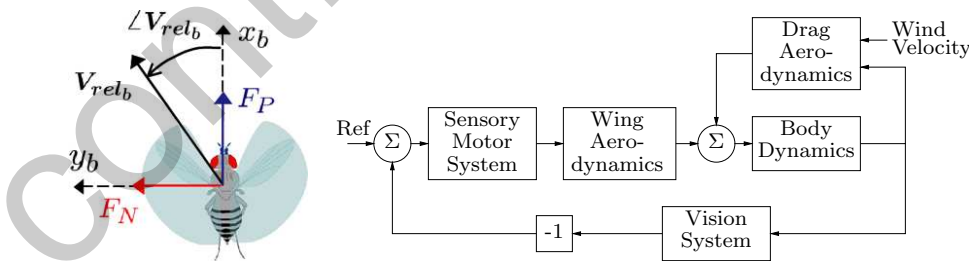 ∠V_rel_b
x_b
V_rel_b
F_P
y_b
F_N
Drag
Aero-
dynamics
Wind
Velocity
Ref
Σ
Sensory
Motor
System
Wing
Aero-
dynamics
Σ
Body
Dynamics
-1
Vision
System